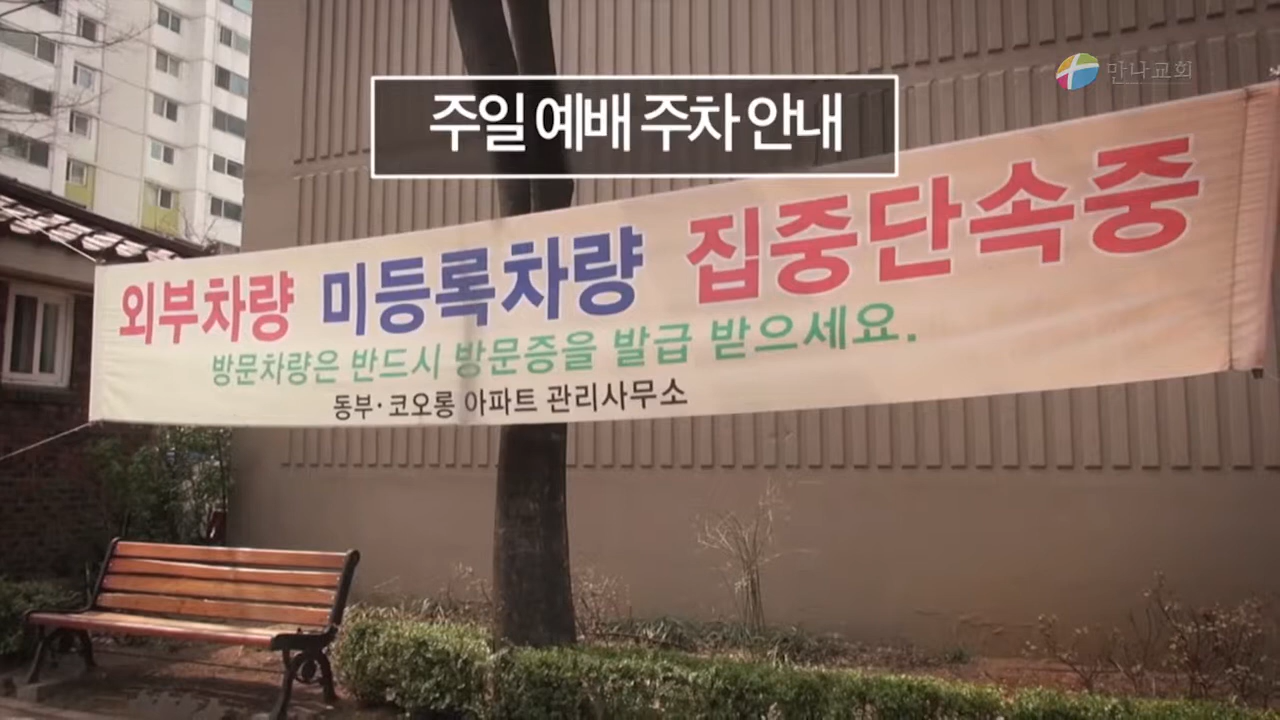 만나교회
주일 예배 주차 안내
외부차량 미등록차량 집중단속중
방문차량은 반드시 방문증을 발급 받으세요.
동부·코오롱 아파트 관리사무소